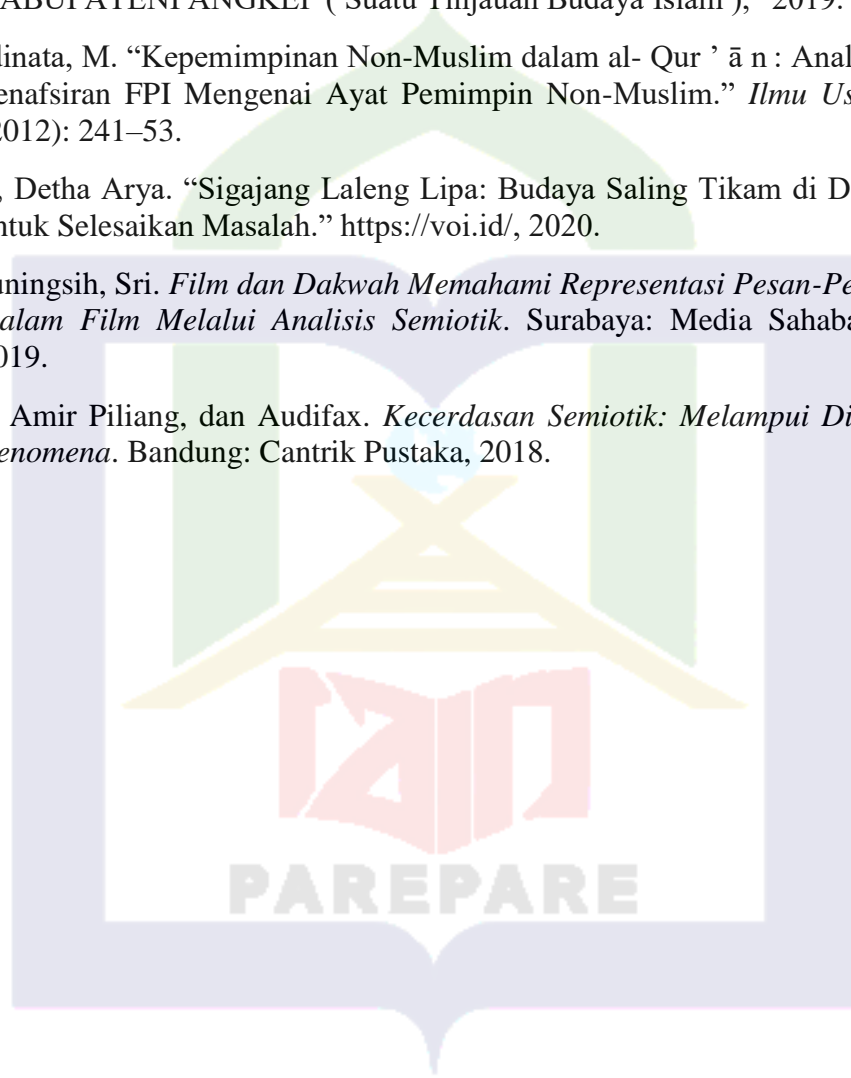 ABUPATENPANGKEP ( Suatu Tinjauan Budaya Islam ),” 2019.
dinata, M. “Kepemimpinan Non-Muslim dalam al- Qur ’ ā n : Anal
enafsiran FPI Mengenai Ayat Pemimpin Non-Muslim.” Ilmu Us
2012): 241–53.
, Detha Arya. “Sigajang Laleng Lipa: Budaya Saling Tikam di D
ntuk Selesaikan Masalah.” https://voi.id/, 2020.
uningsih, Sri. Film dan Dakwah Memahami Representasi Pesan-Pe
alam Film Melalui Analisis Semiotik. Surabaya: Media Sahaba
019.
Amir Piliang, dan Audifax. Kecerdasan Semiotik: Melampui Di
enomena. Bandung: Cantrik Pustaka, 2018.
PAREPARE